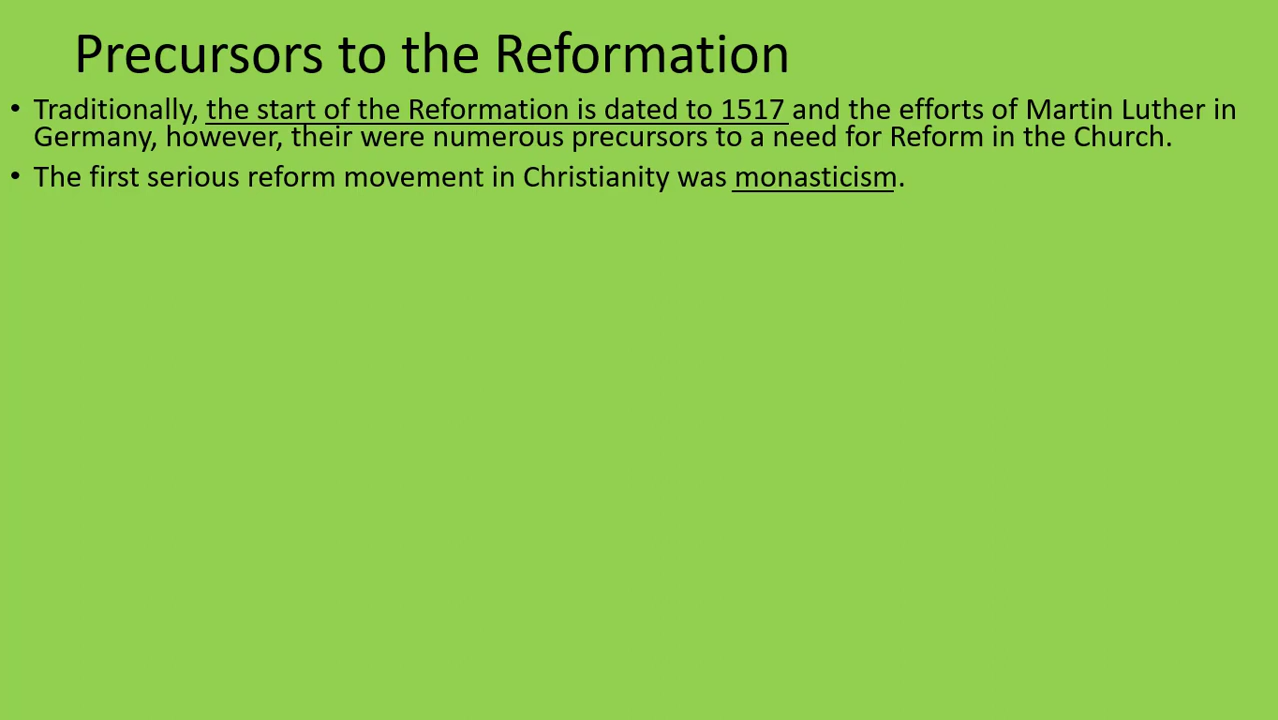 Precursors to the Reformation
• Traditionally, the start of the Reformation is dated to 1517 and the efforts of Martin Luther in
Germany, however, their were numerous precursors to a need for Reform in the Church.
• The first serious reform movement in Christianity was monasticism.